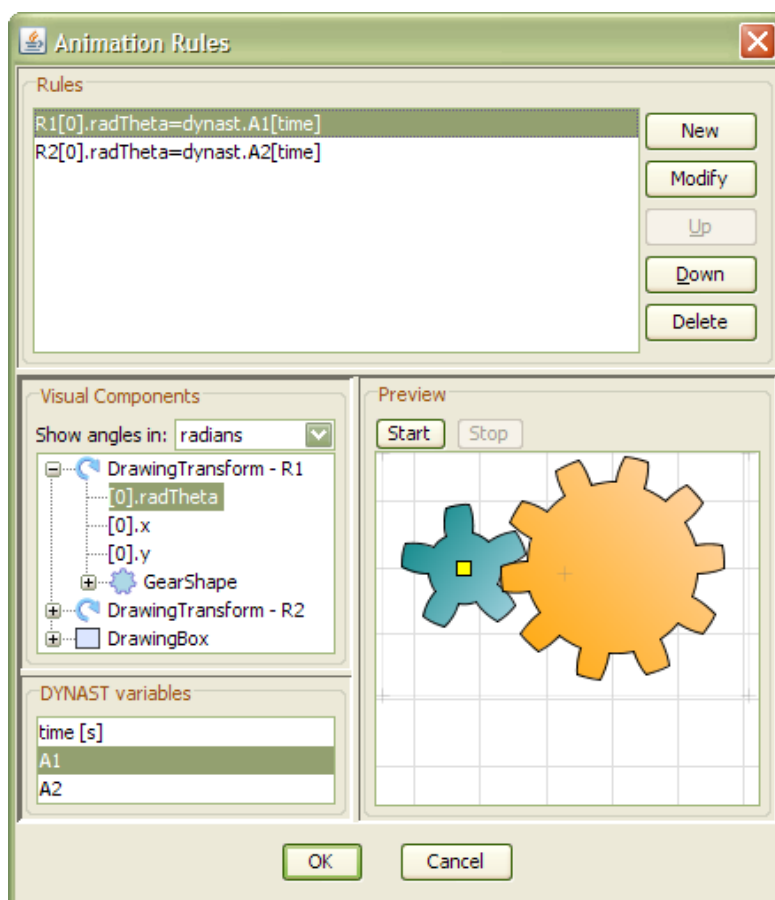 Animation Rules
Rules
R1[0].radTheta=dynast.A1[time]
R2[0].radTheta=dynast.A2[time]
New
Modify
Up
Down
Delete
Visual Components
Show angles in: radians
DrawingTransform - R1
[0].radTheta
[0].x
[0].y
GearShape
DrawingTransform - R2
DrawingBox
DYNAST variables
time [s]
A1
A2
Preview
Start Stop
OK Cancel